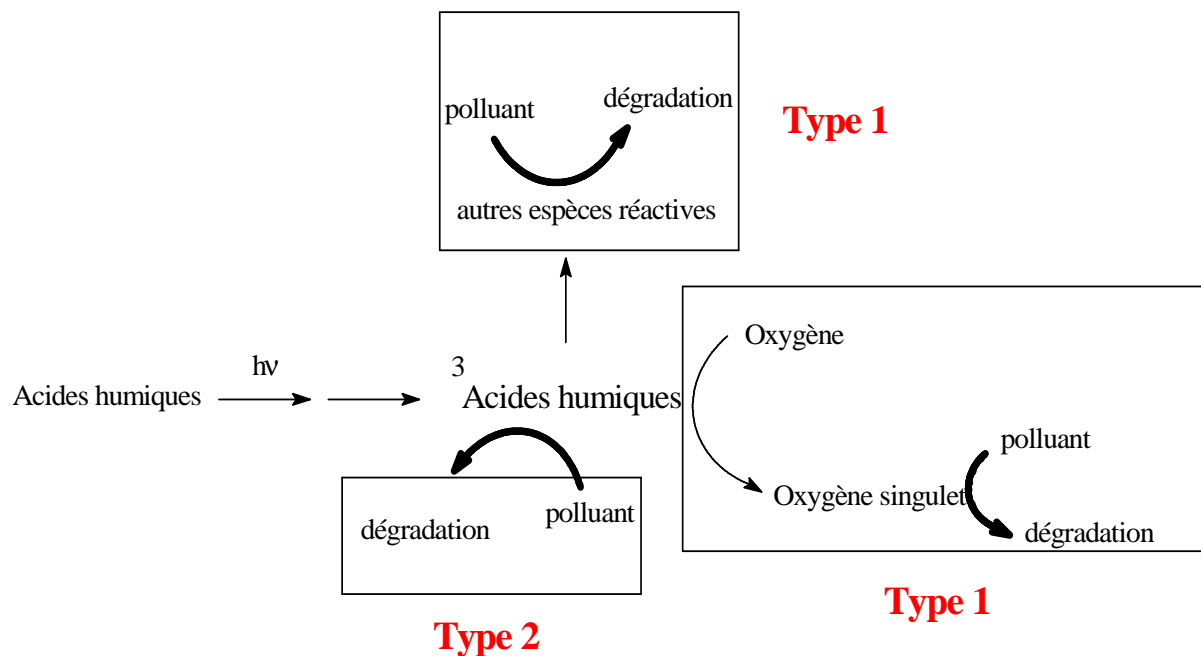 polluant
dégradation
Type 1
autres espèces réactives
Oxygène
hν
3
Acides humiques
Acides humiques
polluant
Oxygène singulet
polluant
dégradation
dégradation
Type 1
Type 2